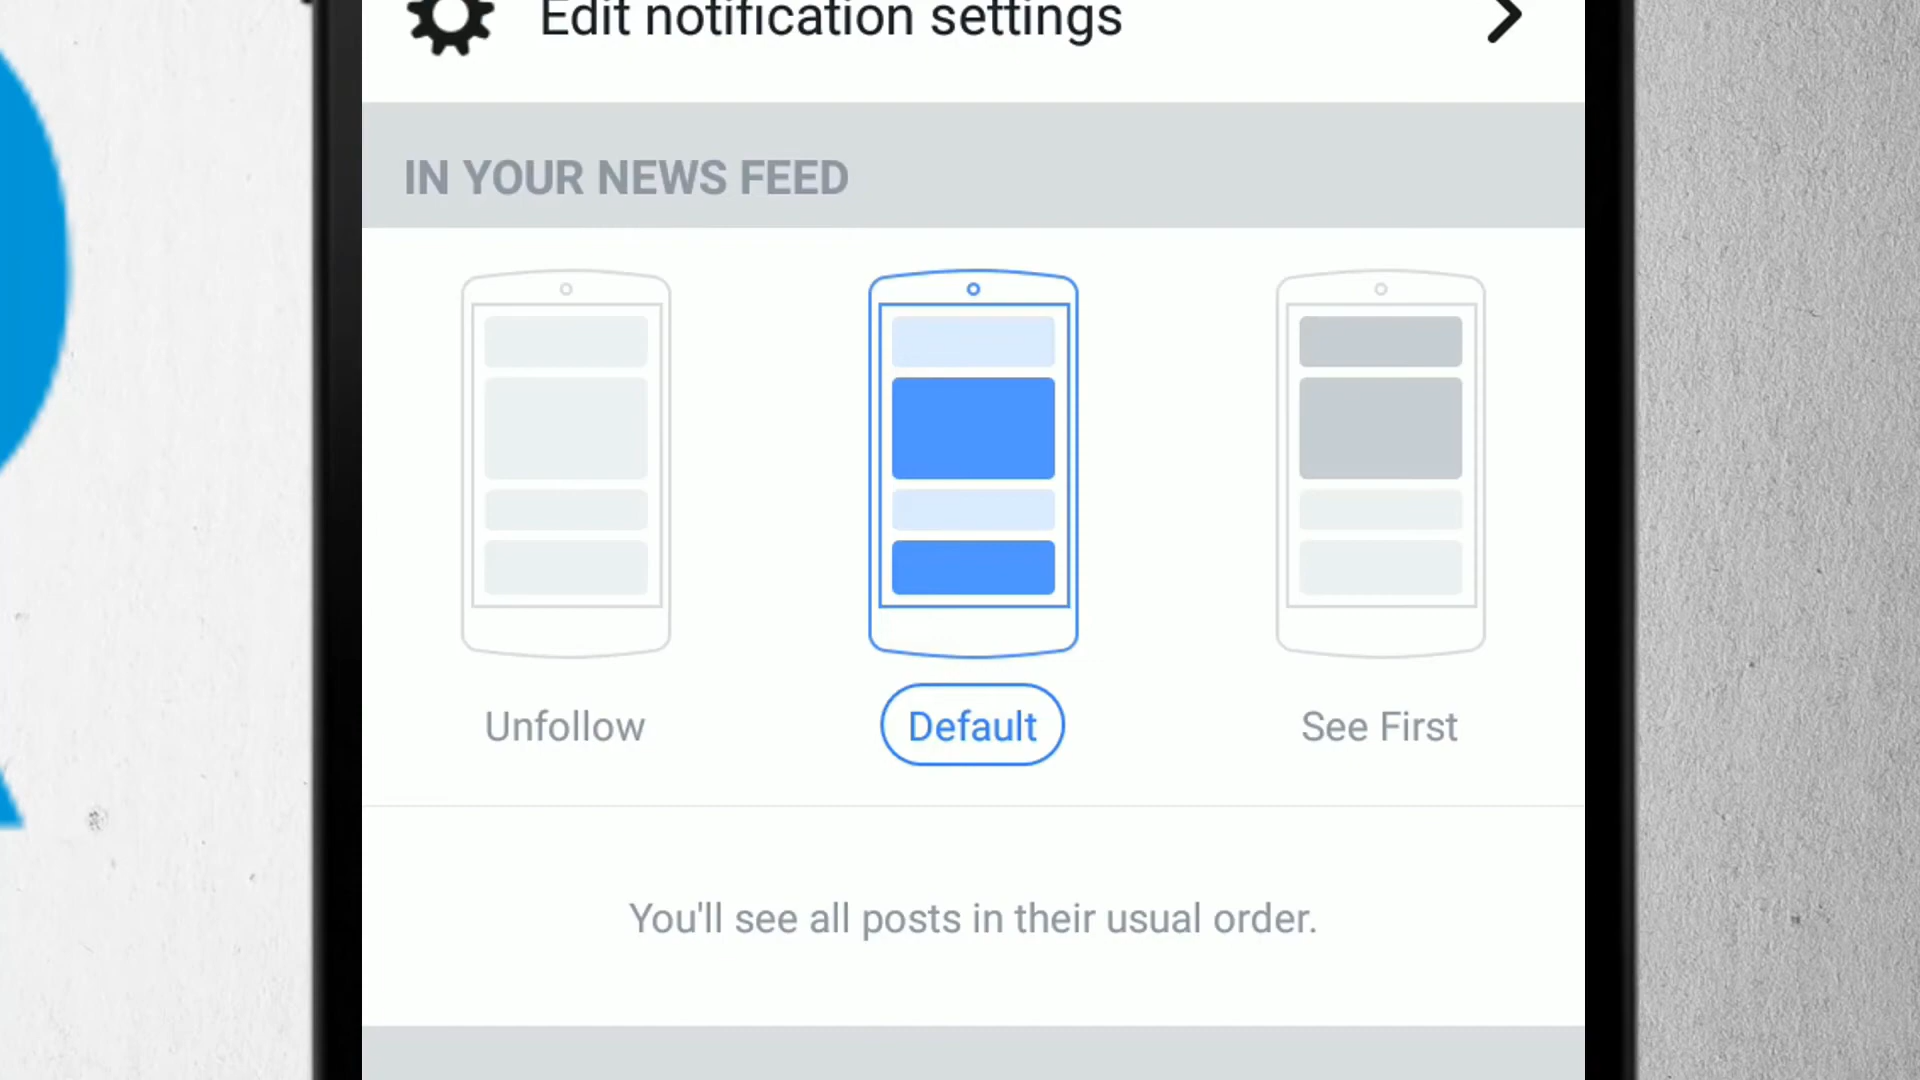 Edit notification settings
IN YOUR NEWS FEED
Unfollow
Default
See First
You'll see all posts in their usual order.